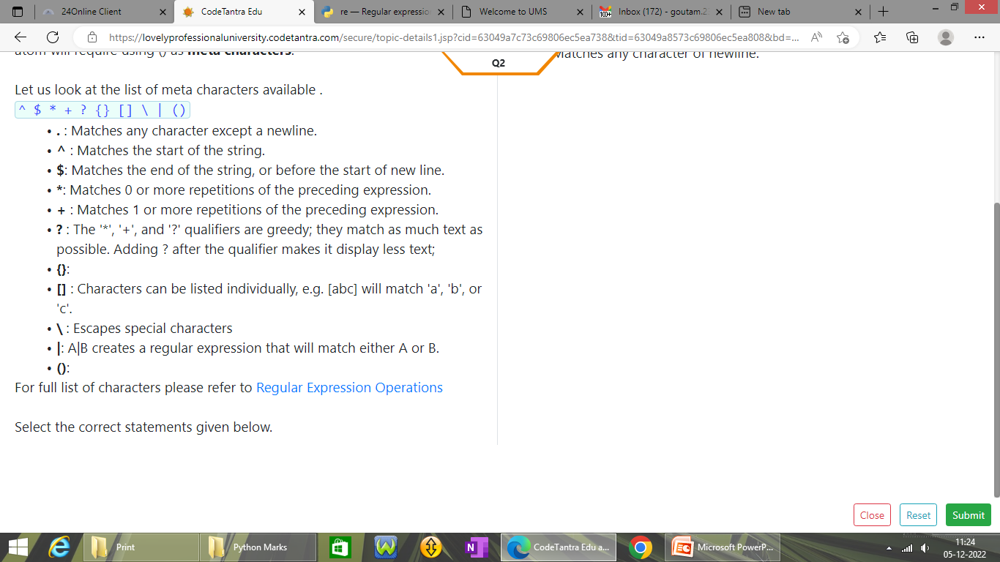 24Online Client
CodeTantra Edu
re — Regular expressio
Welcome to UMS
Inbox (172) - goutam.2
New tab
https://lovelyprofessionaluniversity.codetantra.com/secure/topic-details1.jsp?cid=63049a7c73c69806ec5ea738&tid=63049a8573c69806ec5ea808&bd=...
atom will require using () as meta characters.
Q2
Matches any character of newline.
Let us look at the list of meta characters available .
^ $ * + ? {} [] \ | ()
• . : Matches any character except a newline.
• ^ : Matches the start of the string.
• $: Matches the end of the string, or before the start of new line.
• *: Matches 0 or more repetitions of the preceding expression.
• + : Matches 1 or more repetitions of the preceding expression.
• ? : The '*', '+', and '?' qualifiers are greedy; they match as much text as
possible. Adding ? after the qualifier makes it display less text;
• {}:
• [] : Characters can be listed individually, e.g. [abc] will match 'a', 'b', or
'c'.
• \ : Escapes special characters
• |: A|B creates a regular expression that will match either A or B.
• ():
For full list of characters please refer to Regular Expression Operations
Select the correct statements given below.
Close
Reset
Submit
Print
Python Marks
CodeTantra Edu a...
Microsoft PowerP...
11:24
05-12-2022